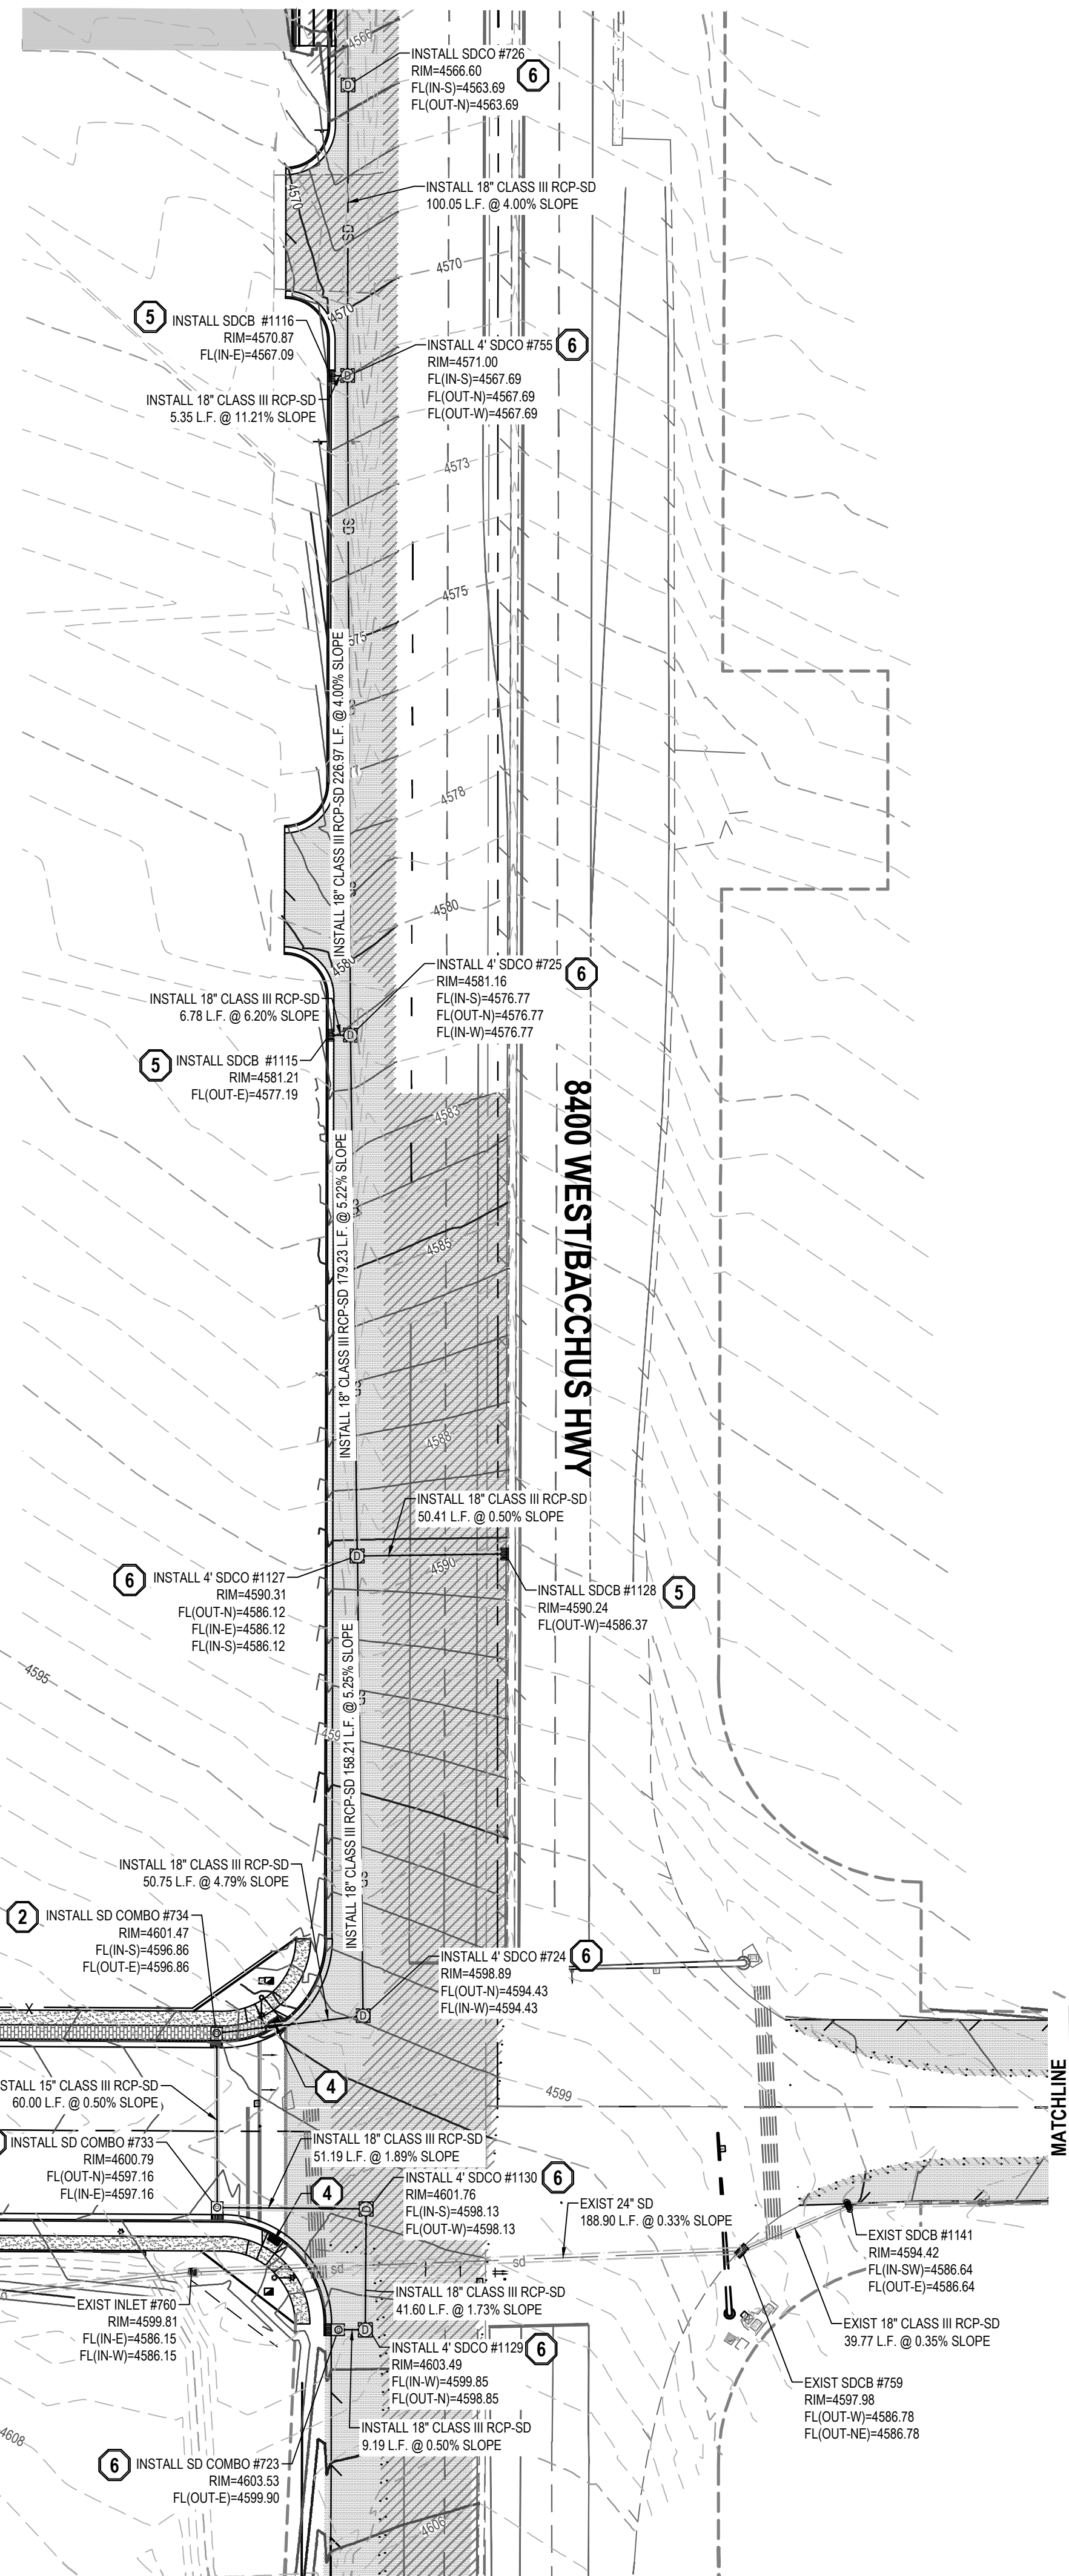 4566
INSTALL SDCO #726
RIM=4566.60
FL(IN-S)=4563.69
FL(OUT-N)=4563.69
6
INSTALL 18" CLASS III RCP-SD
100.05 L.F. @ 4.00% SLOPE
4570
SD
4570
4570
5
INSTALL SDCB #1116
RIM=4570.87
FL(IN-E)=4567.09
INSTALL 4' SDCO #755
RIM=4571.00
FL(IN-S)=4567.69
FL(OUT-N)=4567.69
FL(OUT-W)=4567.69
6
D
D
INSTALL 18" CLASS III RCP-SD
5.35 L.F. @ 11.21% SLOPE
4573
SD
4575
INSTALL 18" CLASS III RCP-SD 226.97 L.F. @ 4.00% SLOPE
4578
4580
4580
INSTALL 4' SDCO #725
RIM=4581.16
FL(IN-S)=4576.77
FL(OUT-N)=4576.77
FL(IN-W)=4576.77
6
INSTALL 18" CLASS III RCP-SD
6.78 L.F. @ 6.20% SLOPE
D
5
INSTALL SDCB #1115
RIM=4581.21
FL(OUT-E)=4577.19
8400 WEST/BACCHUS HWY
4583
INSTALL 18" CLASS III RCP-SD 179.23 L.F. @ 5.22% SLOPE
4585
4588
INSTALL 18" CLASS III RCP-SD
50.41 L.F. @ 0.50% SLOPE
D
4590
6
INSTALL 4' SDCO #1127
RIM=4590.31
FL(OUT-N)=4586.12
FL(IN-E)=4586.12
FL(IN-S)=4586.12
INSTALL SDCB #1128
RIM=4590.24
FL(OUT-W)=4586.37
5
4595
INSTALL 18" CLASS III RCP-SD 158.21 L.F. @ 5.25% SLOPE
INSTALL 18" CLASS III RCP-SD
50.75 L.F. @ 4.79% SLOPE
2
INSTALL SD COMBO #734
RIM=4601.47
FL(IN-S)=4596.86
FL(OUT-E)=4596.86
INSTALL 4' SDCO #724
RIM=4598.89
FL(OUT-N)=4594.43
FL(IN-W)=4594.43
6
X
D
4
4599
STALL 15" CLASS III RCP-SD
60.00 L.F. @ 0.50% SLOPE
MATCHLINE
INSTALL SD COMBO #733
RIM=4600.79
FL(OUT-N)=4597.16
FL(IN-E)=4597.16
INSTALL 18" CLASS III RCP-SD
51.19 L.F. @ 1.89% SLOPE
4
INSTALL 4' SDCO #1130
RIM=4601.76
FL(IN-S)=4598.13
FL(OUT-W)=4598.13
6
D
EXIST 24" SD
188.90 L.F. @ 0.33% SLOPE
sd
sd
sd
EXIST SDCB #1141
RIM=4594.42
FL(IN-SW)=4586.64
FL(OUT-E)=4586.64
EXIST INLET #760
RIM=4599.81
FL(IN-E)=4586.15
FL(IN-W)=4586.15
INSTALL 18" CLASS III RCP-SD
41.60 L.F. @ 1.73% SLOPE
EXIST 18" CLASS III RCP-SD
39.77 L.F. @ 0.35% SLOPE
D
INSTALL 4' SDCO #1129
RIM=4603.49
FL(IN-W)=4599.85
FL(OUT-N)=4598.85
6
EXIST SDCB #759
RIM=4597.98
FL(OUT-W)=4586.78
FL(OUT-NE)=4586.78
4608
INSTALL 18" CLASS III RCP-SD
9.19 L.F. @ 0.50% SLOPE
6
INSTALL SD COMBO #723
RIM=4603.53
FL(OUT-E)=4599.90
4606